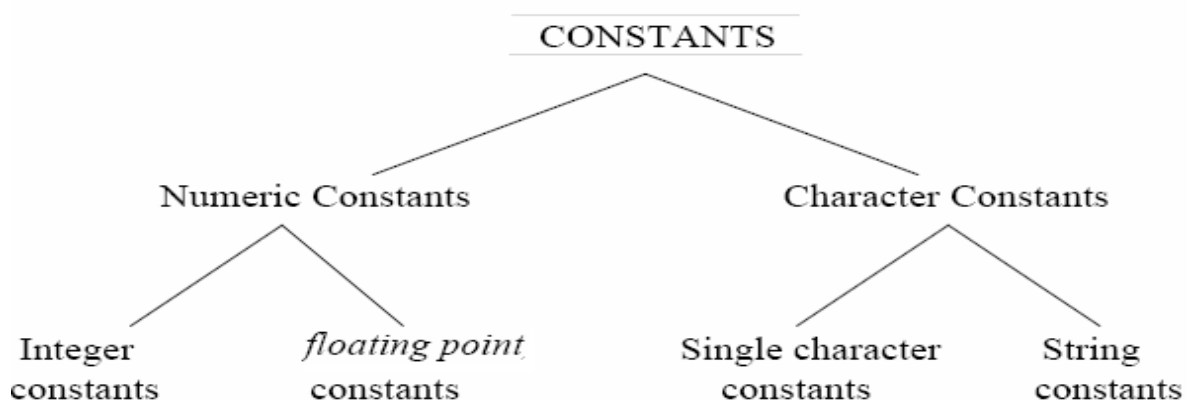 CONSTANTS
Numeric Constants
Character Constants
Integer
constants
floating point
constants
Single character
constants
String
constants